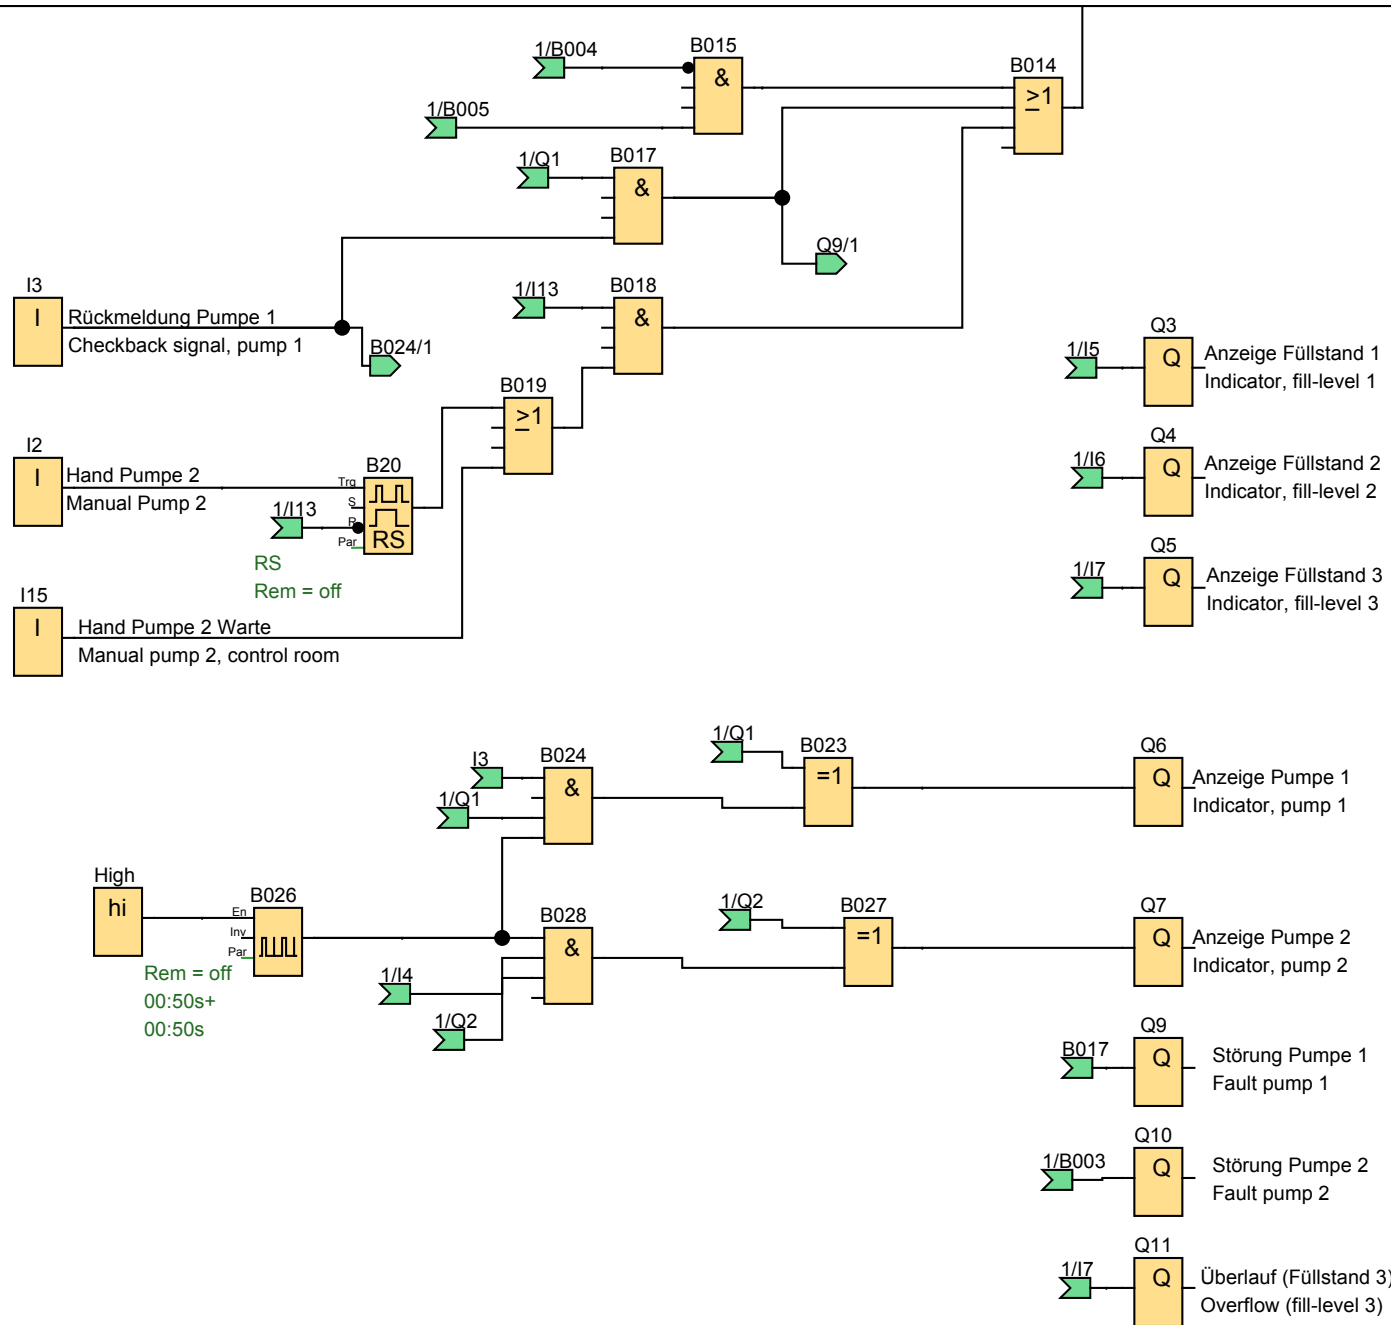 1/B004
B015
&
B014
>1
1/B005
1/Q1
B017
&
Q9/1
I3
I
Rückmeldung Pumpe 1
Checkback signal, pump 1
B024/1
1/I13
B018
&
B019
>1
I2
I
Hand Pumpe 2
Manual Pump 2
B20
Trg
S
R
Par
RS
1/I13
RS
Rem = off
I15
I
Hand Pumpe 2 Warte
Manual pump 2, control room
Q3
1/I5
Q
Anzeige Füllstand 1
Indicator, fill-level 1
Q4
1/I6
Q
Anzeige Füllstand 2
Indicator, fill-level 2
Q5
1/I7
Q
Anzeige Füllstand 3
Indicator, fill-level 3
I3
1/Q1
B024
&
1/Q1
B023
=1
Q6
Q
Anzeige Pumpe 1
Indicator, pump 1
High
hi
B026
En
Inv
Par
Rem = off
00:50s+
00:50s
B028
&
1/I4
1/Q2
1/Q2
B027
=1
Q7
Q
Anzeige Pumpe 2
Indicator, pump 2
Q9
B017
Q
Störung Pumpe 1
Fault pump 1
Q10
1/B003
Q
Störung Pumpe 2
Fault pump 2
Q11
1/I7
Q
Überlauf (Füllstand 3)
Overflow (fill-level 3)